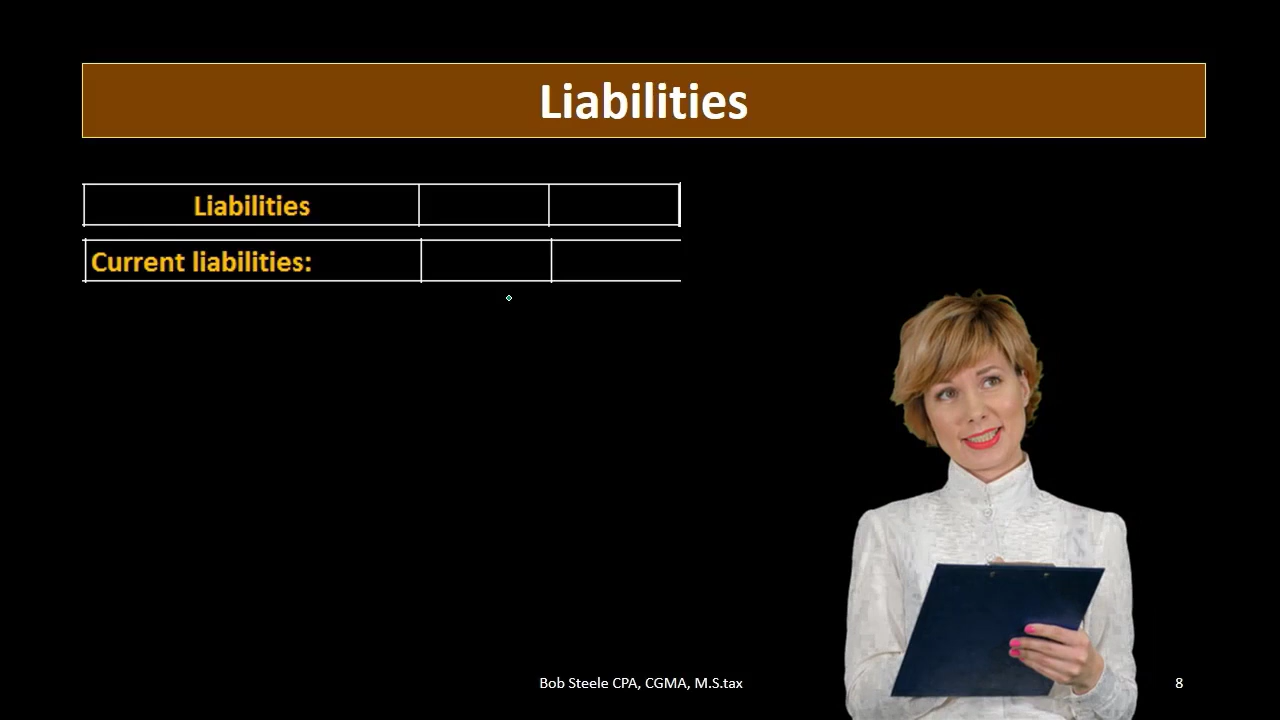 Liabilities
Liabilities
Current liabilities:
Bob Steele CPA, CGMA, M.S.tax
8